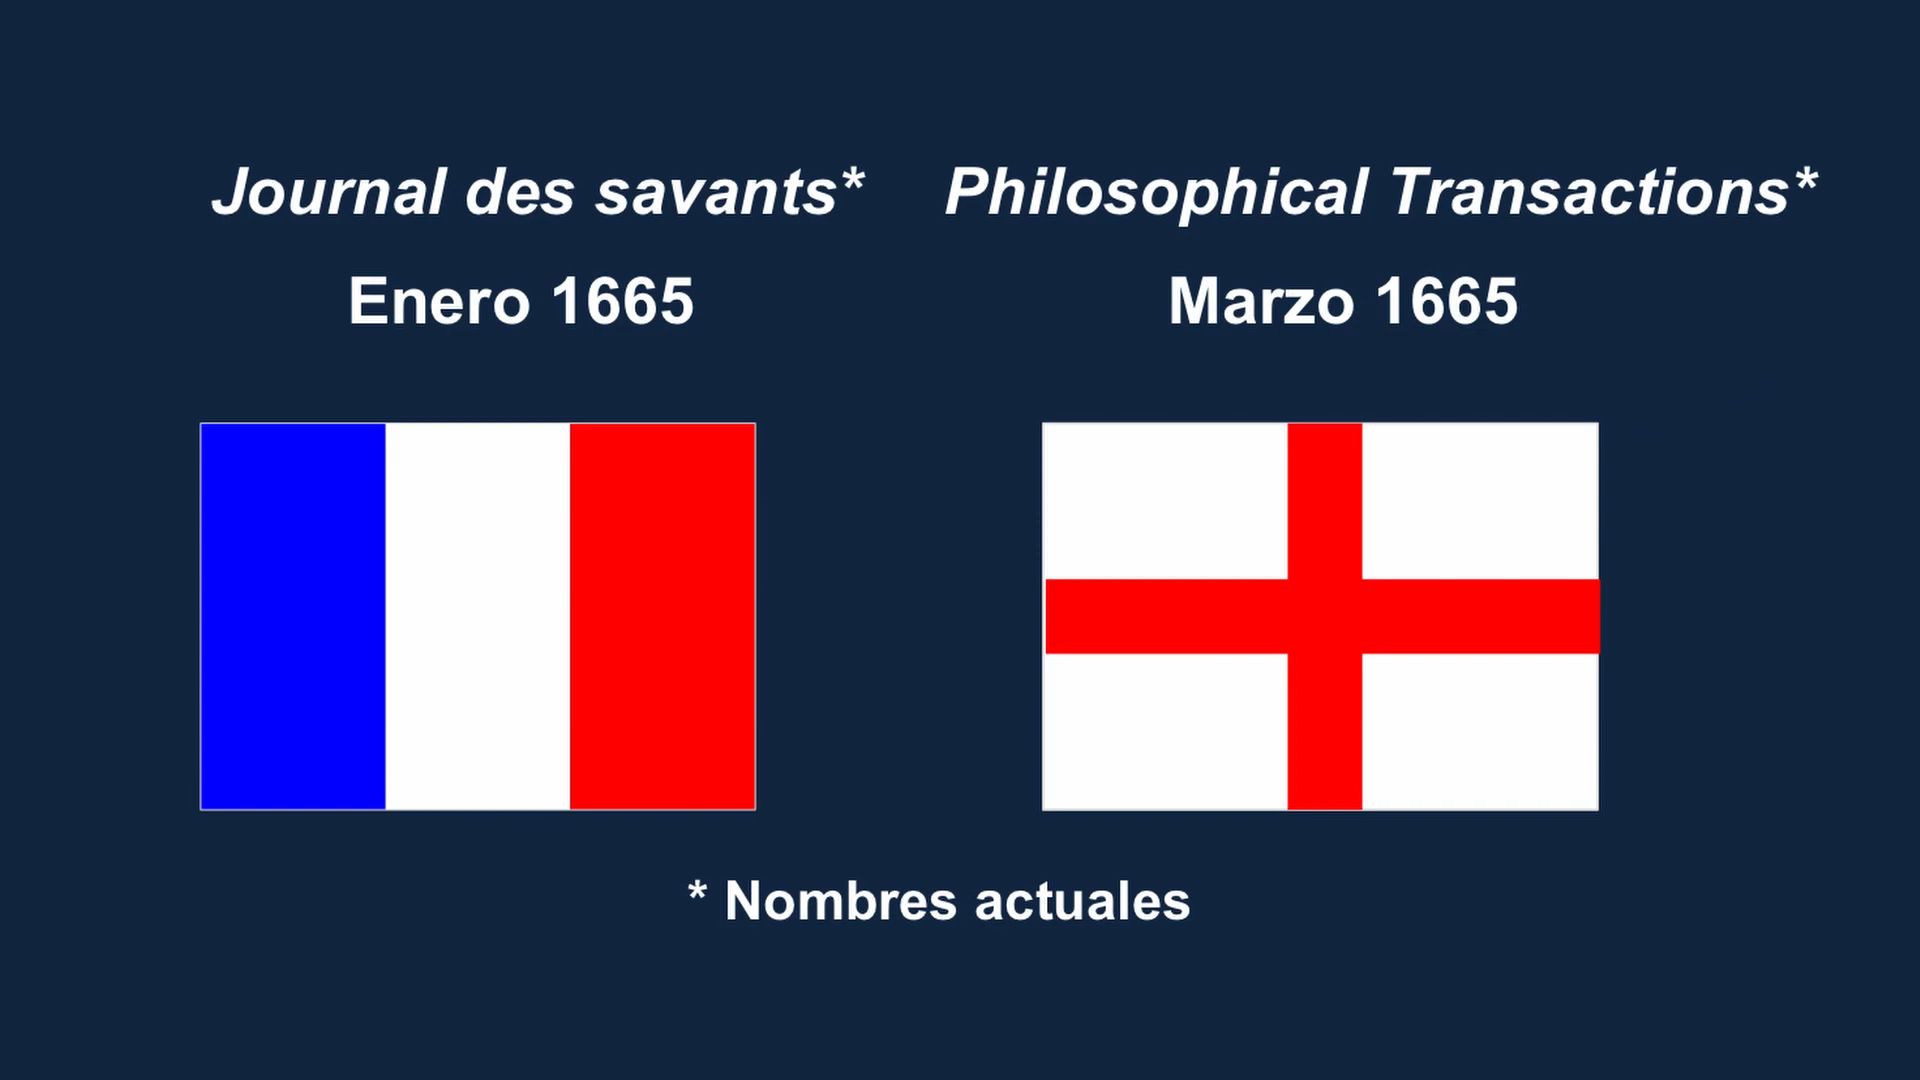 Journal des savants*
Enero 1665
Philosophical Transactions*
Marzo 1665
* Nombres actuales